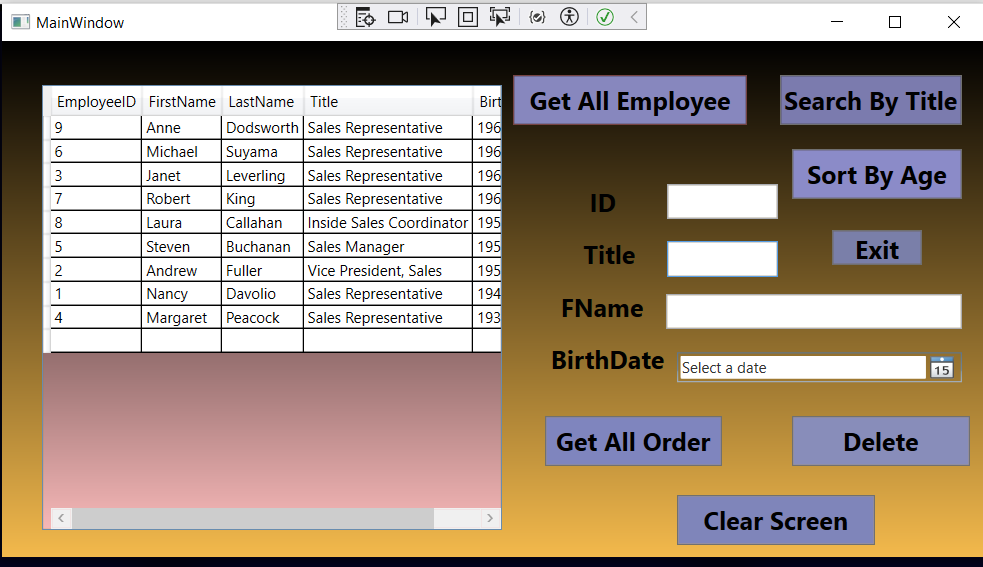 MainWindow
EmployeeID FirstName LastName Title Birt
9 Anne Dodsworth Sales Representative 196
6 Michael Suyama Sales Representative 196
3 Janet Leverling Sales Representative 196
7 Robert King Sales Representative 196
8 Laura Callahan Inside Sales Coordinator 195
5 Steven Buchanan Sales Manager 195
2 Andrew Fuller Vice President, Sales 195
1 Nancy Davolio Sales Representative 194
4 Margaret Peacock Sales Representative 193
Get All Employee
Search By Title
Sort By Age
ID
Title
Exit
FName
BirthDate
Select a date
15
Get All Order
Delete
Clear Screen